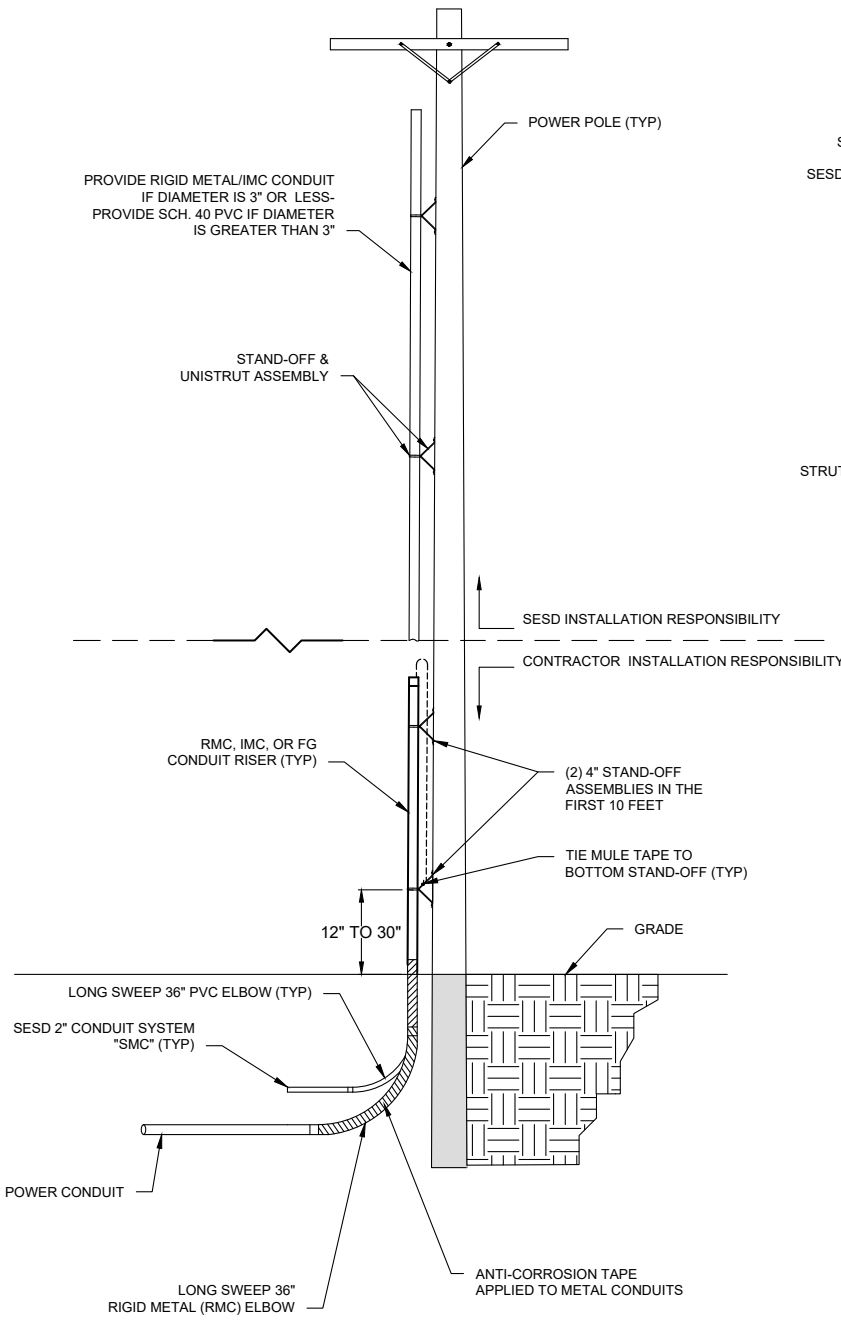 POWER POLE (TYP)
S
SESD
PROVIDE RIGID METAL/IMC CONDUIT
IF DIAMETER IS 3" OR LESS-
PROVIDE SCH. 40 PVC IF DIAMETER
IS GREATER THAN 3"
STAND-OFF &
UNISTRUT ASSEMBLY
STRUT
SESD INSTALLATION RESPONSIBILITY
CONTRACTOR INSTALLATION RESPONSIBILITY
RMC, IMC, OR FG
CONDUIT RISER (TYP)
(2) 4" STAND-OFF
ASSEMBLIES IN THE
FIRST 10 FEET
TIE MULE TAPE TO
BOTTOM STAND-OFF (TYP)
12" TO 30"
GRADE
LONG SWEEP 36" PVC ELBOW (TYP)
SESD 2" CONDUIT SYSTEM
"SMC" (TYP)
POWER CONDUIT
LONG SWEEP 36"
RIGID METAL (RMC) ELBOW
ANTI-CORROSION TAPE
APPLIED TO METAL CONDUITS